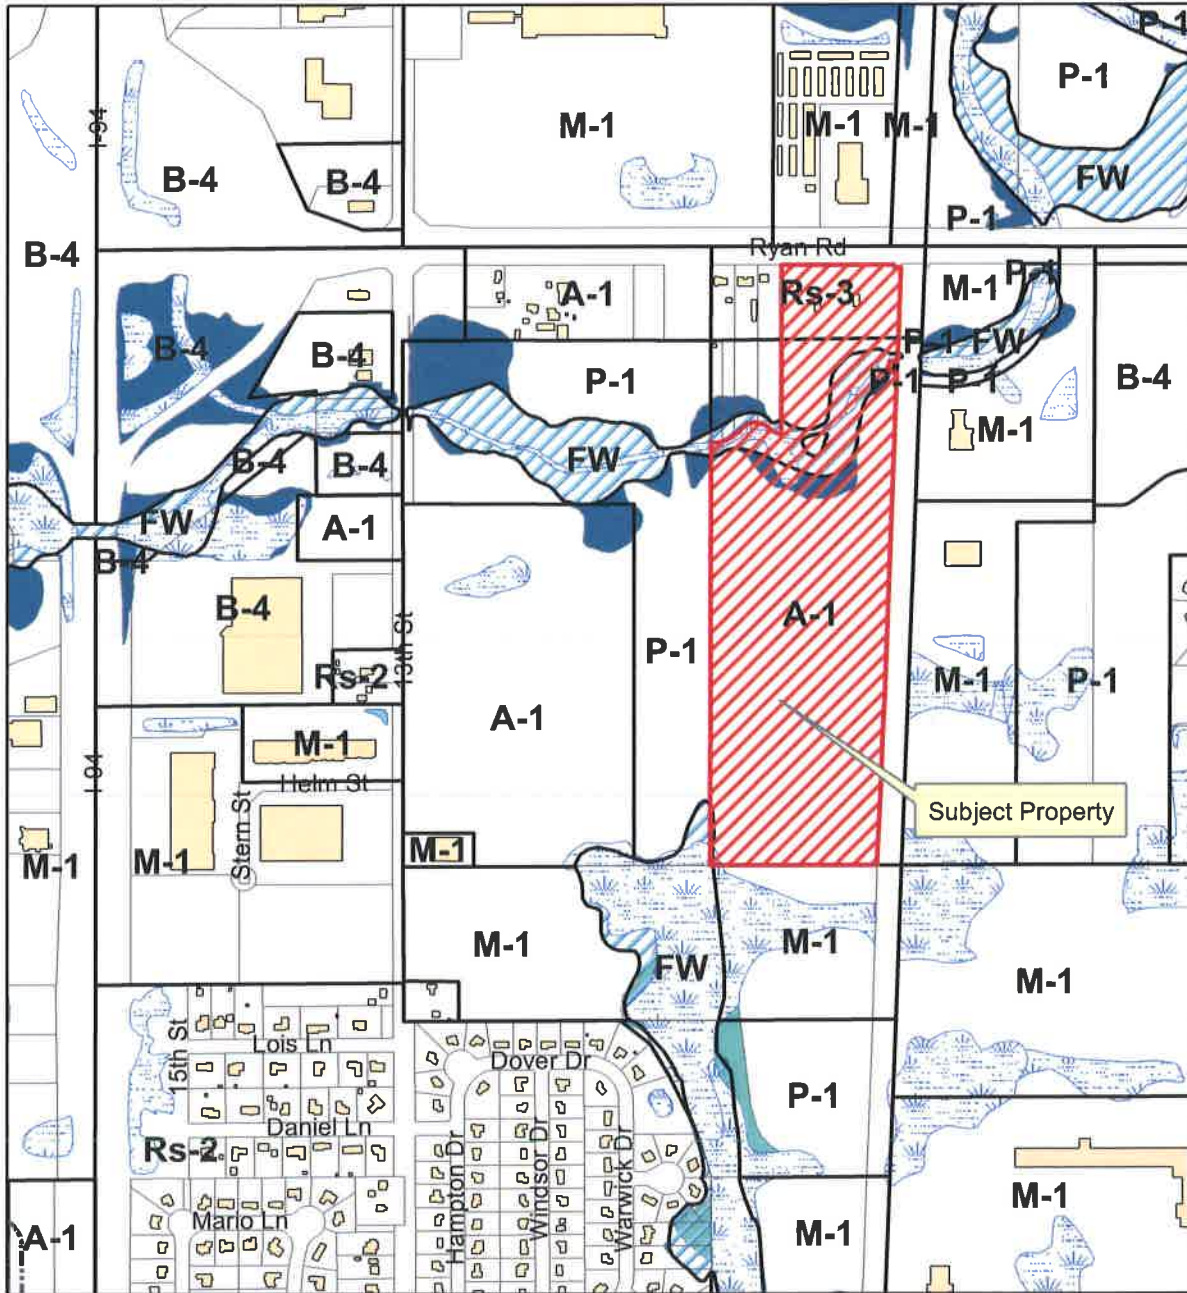 P-1
P-1
I-94
M-1
M-1
M-1
B-4
B-4
FW
P-1
B-4
Ryan Rd
A-1
Rs-3
M-1
P-1
B-4
B-4
P-1
P-1
FW
P-1
P-1
B-4
B-4
B-4
FW
M-1
FW
A-1
B-4
B-4
A-1
13th St
P-1
Rs-2
M-1
P-1
A-1
M-1
I-94
Helm St
Stern St
Subject Property
M-1
M-1
M-1
M-1
FW
M-1
M-1
15th St
Lois Ln
Dover Dr
P-1
Daniel Ln
Rs-2
Hampton Dr
Windsor Dr
Warwick Dr
Mario Ln
A-1
M-1
M-1